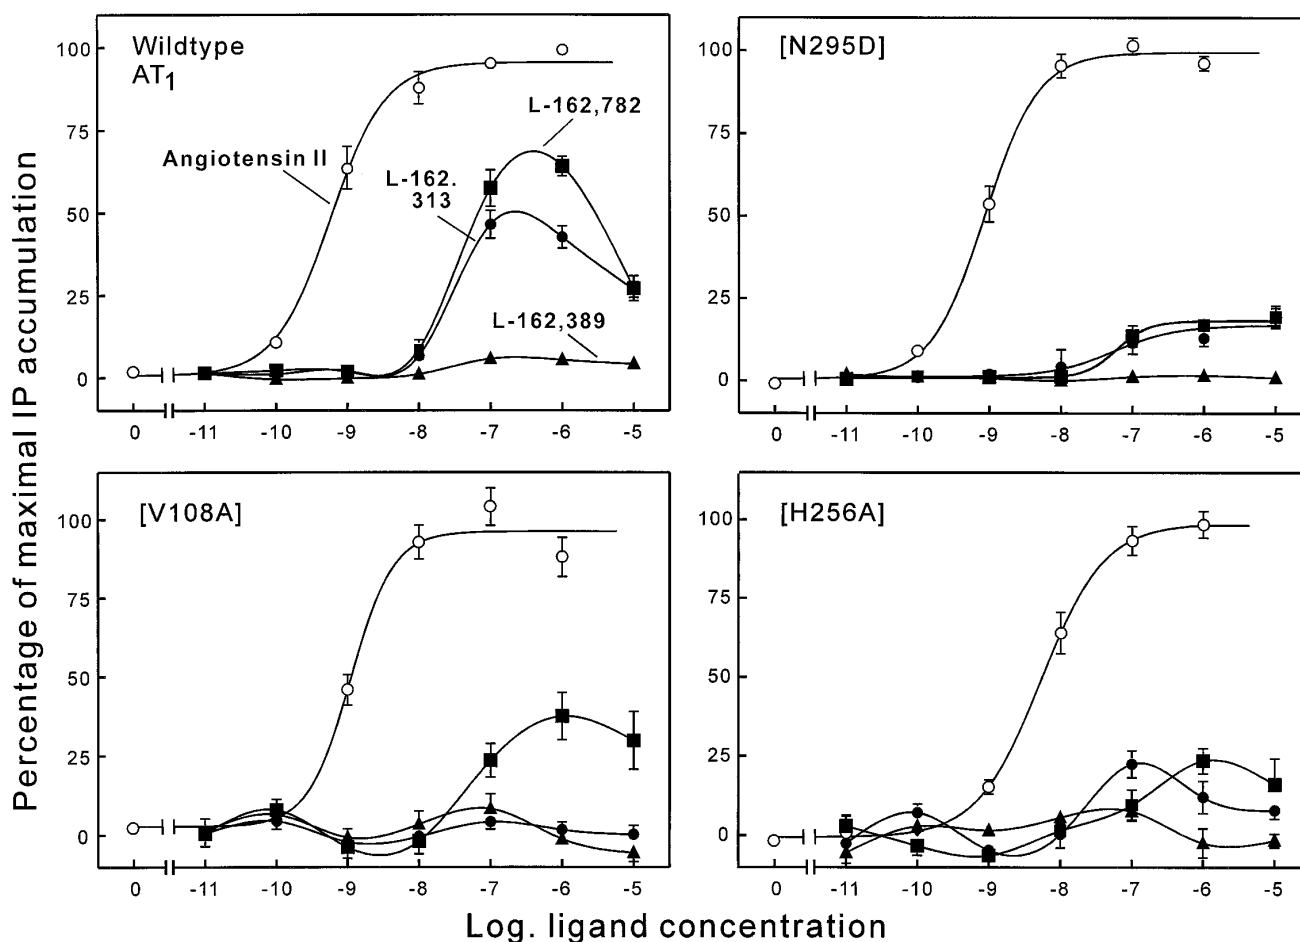 Percentage of maximal IP accumulation
Wildtype
AT1
100
75
50
25
0
Angiotensin II
L-162,782
L-162.
313
L-162,389
0 -11 -10 -9 -8 -7 -6 -5
[N295D]
100
75
50
25
0
0 -11 -10 -9 -8 -7 -6 -5
[V108A]
100
75
50
25
0
0 -11 -10 -9 -8 -7 -6 -5
[H256A]
100
75
50
25
0
0 -11 -10 -9 -8 -7 -6 -5
Log. ligand concentration